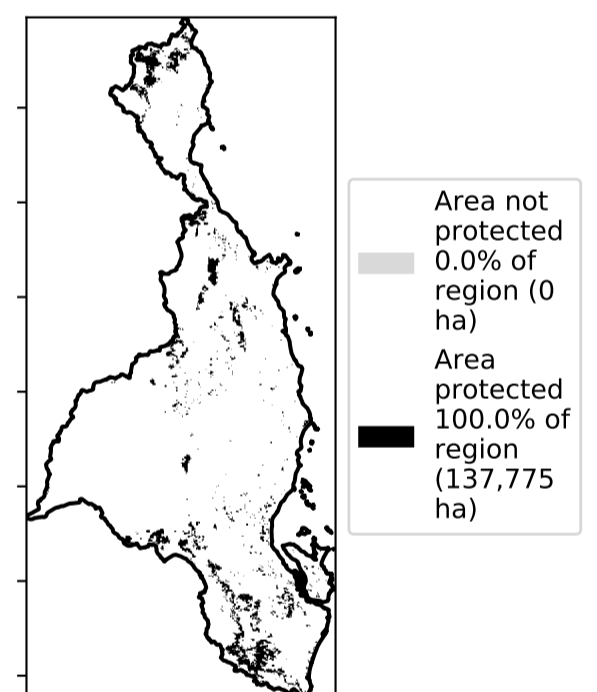 Area not
protected
0.0% of
region (0
ha)
Area
protected
100.0% of
region
(137,775
ha)